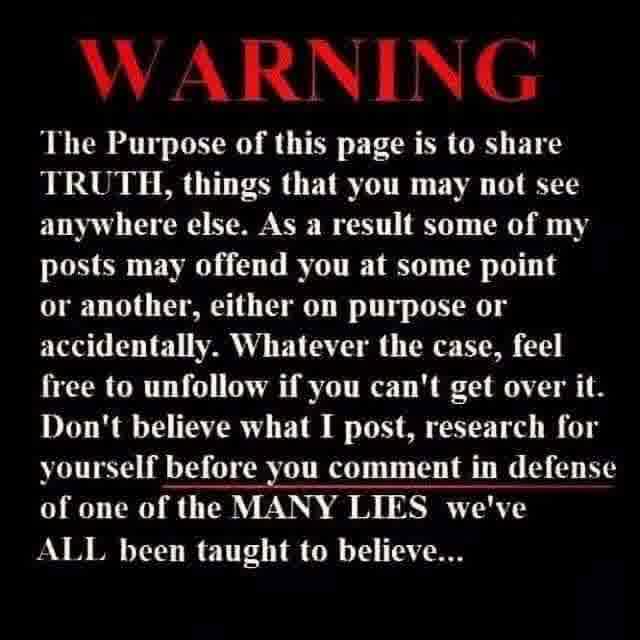 WARNING
The Purpose of this page is to share
TRUTH, things that you may not see
anywhere else. As a result some of my
posts may offend you at some point
or another, either on purpose or
accidentally. Whatever the case, feel
free to unfollow if you can't get over it.
Don't believe what I post, research for
yourself before you comment in defense
of one of the MANY LIES we've
ALL been taught to believe...